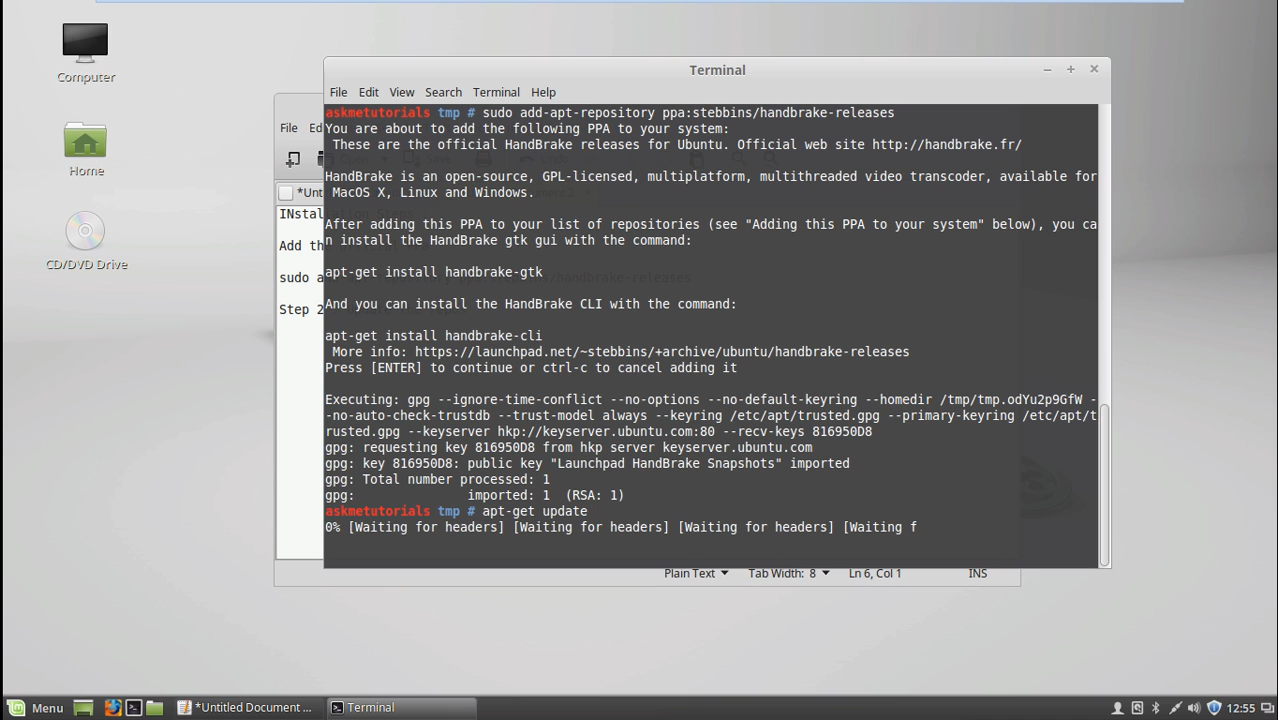 Computer
Home
CD/DVD Drive
Terminal
File Edit View Search Terminal Help
askmetutorials tmp # sudo add-apt-repository ppa:stebbins/handbrake-releases
You are about to add the following PPA to your system:
These are the official HandBrake releases for Ubuntu. Official web site http://handbrake.fr/
HandBrake is an open-source, GPL-licensed, multiplatform, multithreaded video transcoder, available for
MacOS X, Linux and Windows.
After adding this PPA to your list of repositories (see "Adding this PPA to your system" below), you ca
n install the HandBrake gtk gui with the command:
apt-get install handbrake-gtk
And you can install the HandBrake CLI with the command:
apt-get install handbrake-cli
More info: https://launchpad.net/~stebbins/+archive/ubuntu/handbrake-releases
Press [ENTER] to continue or ctrl-c to cancel adding it
Executing: gpg --ignore-time-conflict --no-options --no-default-keyring --homedir /tmp/tmp.odYu2p9GfW -
-no-auto-check-trustdb --trust-model always --keyring /etc/apt/trusted.gpg --primary-keyring /etc/apt/t
rusted.gpg --keyserver hkp://keyserver.ubuntu.com:80 --recv-keys 816950D8
gpg: requesting key 816950D8 from hkp server keyserver.ubuntu.com
gpg: key 816950D8: public key "Launchpad HandBrake Snapshots" imported
gpg: Total number processed: 1
gpg: imported: 1 (RSA: 1)
askmetutorials tmp # apt-get update
0% [Waiting for headers] [Waiting for headers] [Waiting for headers] [Waiting f
File Ed
*Unt
INstal
Add th
sudo a
Step 2
Plain Text Tab Width: 8 Ln 6, Col 1 INS
Menu *Untitled Document ... Terminal 12:55